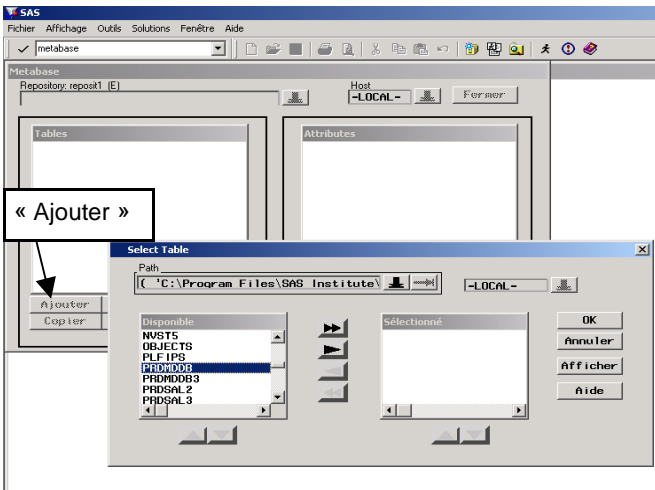 SAS
Fichier Affichage Outils Solutions Fenêtre Aide
metabase
Metabase
Repository: reposit1 (E)
Host
-LOCAL-
Fermer
Tables
Attributes
« Ajouter »
Select Table
Path
( 'C:\Program Files\SAS Institute\
-LOCAL-
Ajouter
Copier
Disponible
NVST5
OBJECTS
PLFIPS
PRDMDDB
PRDMDDB3
PRDSAL2
PRDSAL3
Sélectionné
OK
Annuler
Afficher
Aide